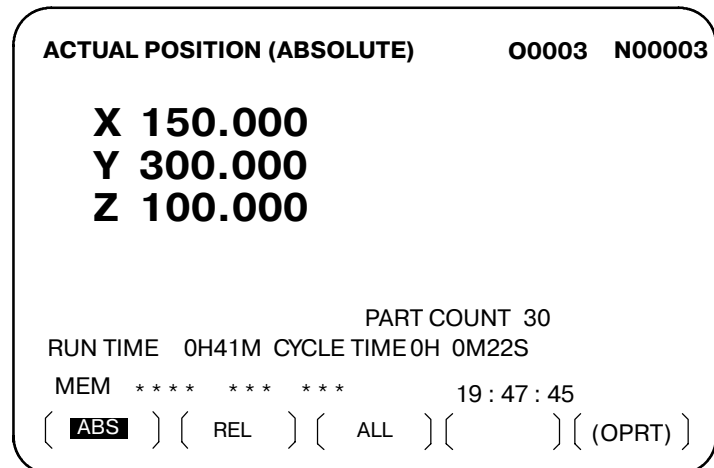 ACTUAL POSITION (ABSOLUTE) O0003 N00003
X 150.000
Y 300.000
Z 100.000
PART COUNT 30
RUN TIME 0H41M CYCLE TIME 0H 0M22S
MEM * * * * * * * * * * 19 : 47 : 45
ABS REL ALL (OPRT)